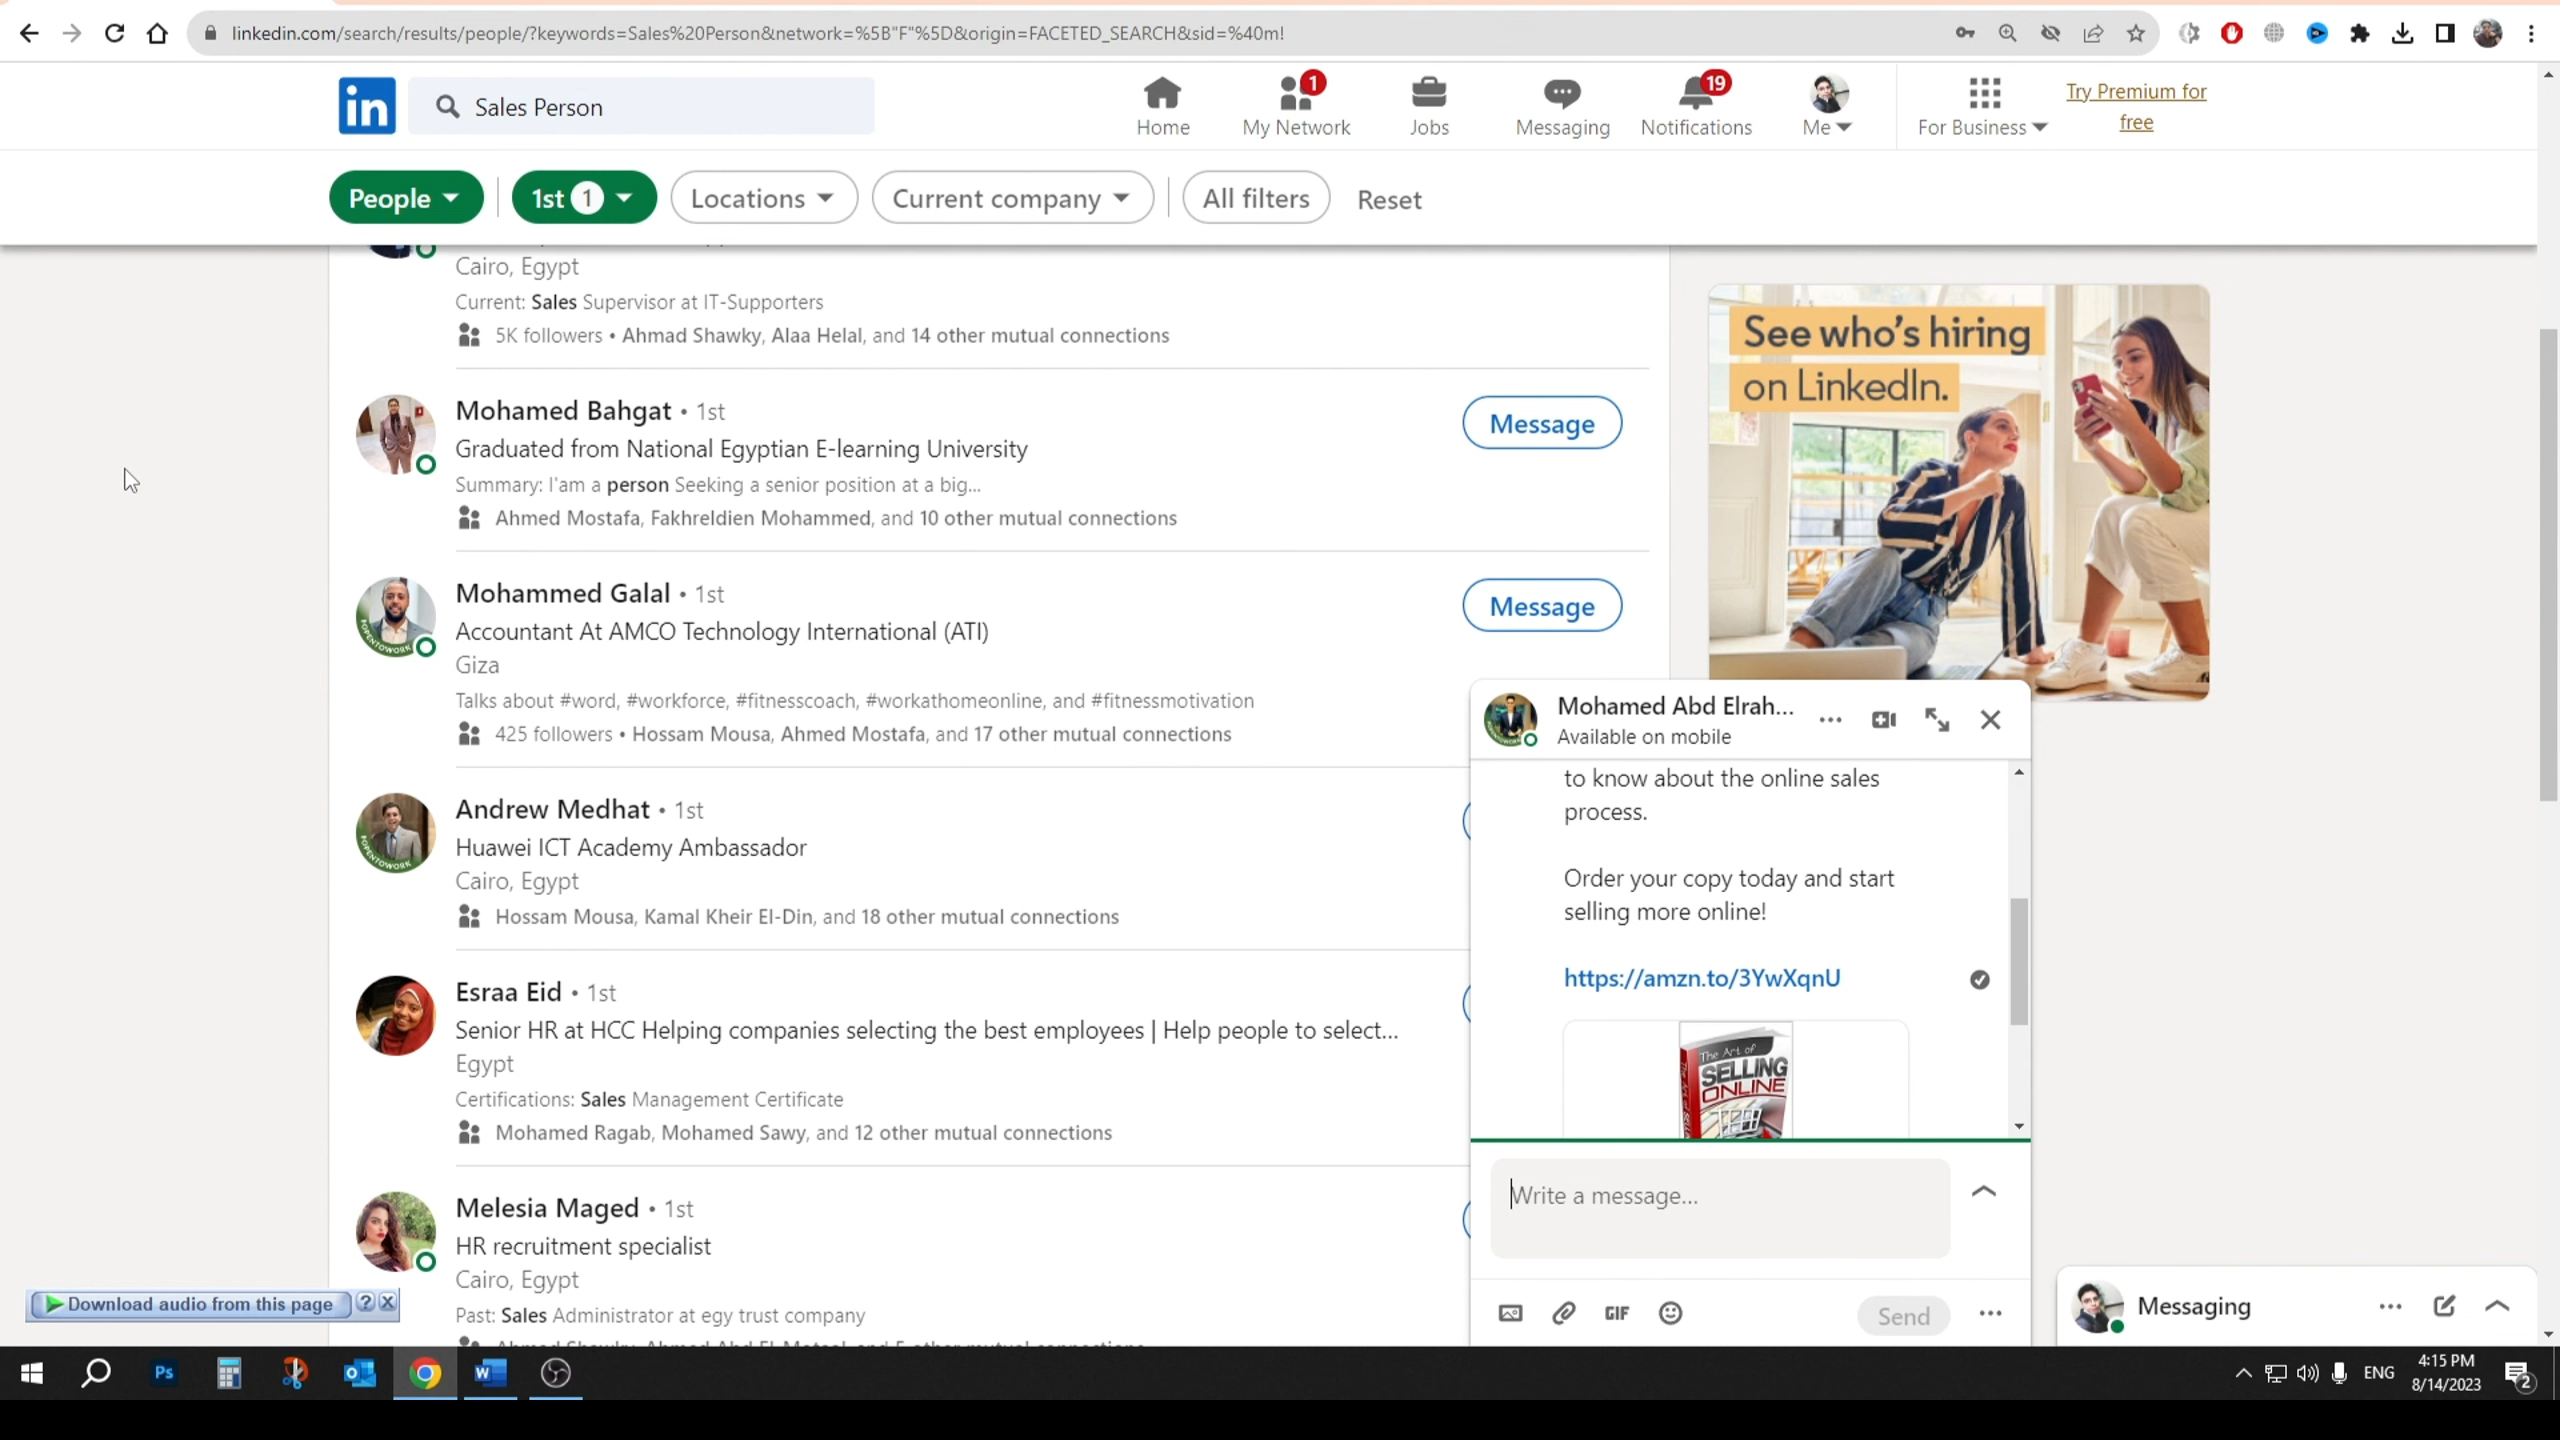 linkedin.com/search/results/people/?keywords=Sales%20Person&network=%5B"F"%5D&origin=FACETED_SEARCH&sid=%40m!
in
Sales Person
Home
1
My Network
Jobs
Messaging
19
Notifications
Me
For Business
Try Premium for
free
People
1st 1
Locations
Current company
All filters
Reset
Cairo, Egypt
Current: Sales Supervisor at IT-Supporters
5K followers • Ahmad Shawky, Alaa Helal, and 14 other mutual connections
Mohamed Bahgat • 1st
Message
Graduated from National Egyptian E-learning University
Summary: I'am a person Seeking a senior position at a big...
Ahmed Mostafa, Fakhreldien Mohammed, and 10 other mutual connections
Mohammed Galal • 1st
Message
Accountant At AMCO Technology International (ATI)
Giza
Talks about #word, #workforce, #fitnesscoach, #workathomeonline, and #fitnessmotivation
425 followers • Hossam Mousa, Ahmed Mostafa, and 17 other mutual connections
#OPENTOWORK
Andrew Medhat • 1st
Huawei ICT Academy Ambassador
Cairo, Egypt
Hossam Mousa, Kamal Kheir El-Din, and 18 other mutual connections
#OPENTOWORK
Esraa Eid • 1st
Senior HR at HCC Helping companies selecting the best employees | Help people to select...
Egypt
Certifications: Sales Management Certificate
Mohamed Ragab, Mohamed Sawy, and 12 other mutual connections
Melesia Maged • 1st
HR recruitment specialist
Cairo, Egypt
Past: Sales Administrator at egy trust company
See who's hiring
on LinkedIn.
Mohamed Abd Elrah...
Available on mobile
to know about the online sales
process.
Order your copy today and start
selling more online!
https://amzn.to/3YwXqnU
The Art of
SELLING
ONLINE
Write a message...
GIF
Send
Messaging
Download audio from this page
?
X
Ps
W
ENG
4:15 PM
8/14/2023
2